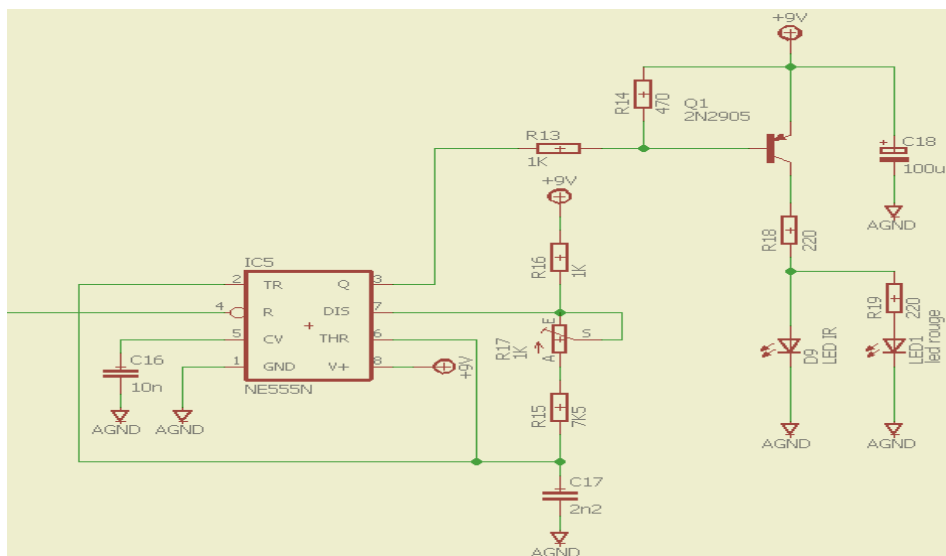 +9V
R14
470
Q1
2N2905
R13
1K
C18
100u
+9V
AGND
R18
220
R16
1K
IC5
2
TR
Q
3
4
R
DIS
7
5
CV
THR
6
1
GND
V+
8
NE555N
+9V
C16
10n
AGND
AGND
R17
1K
E
S
A
R19
220
D9
LED IR
LED1
led rouge
R15
7K5
AGND
AGND
C17
2n2
AGND